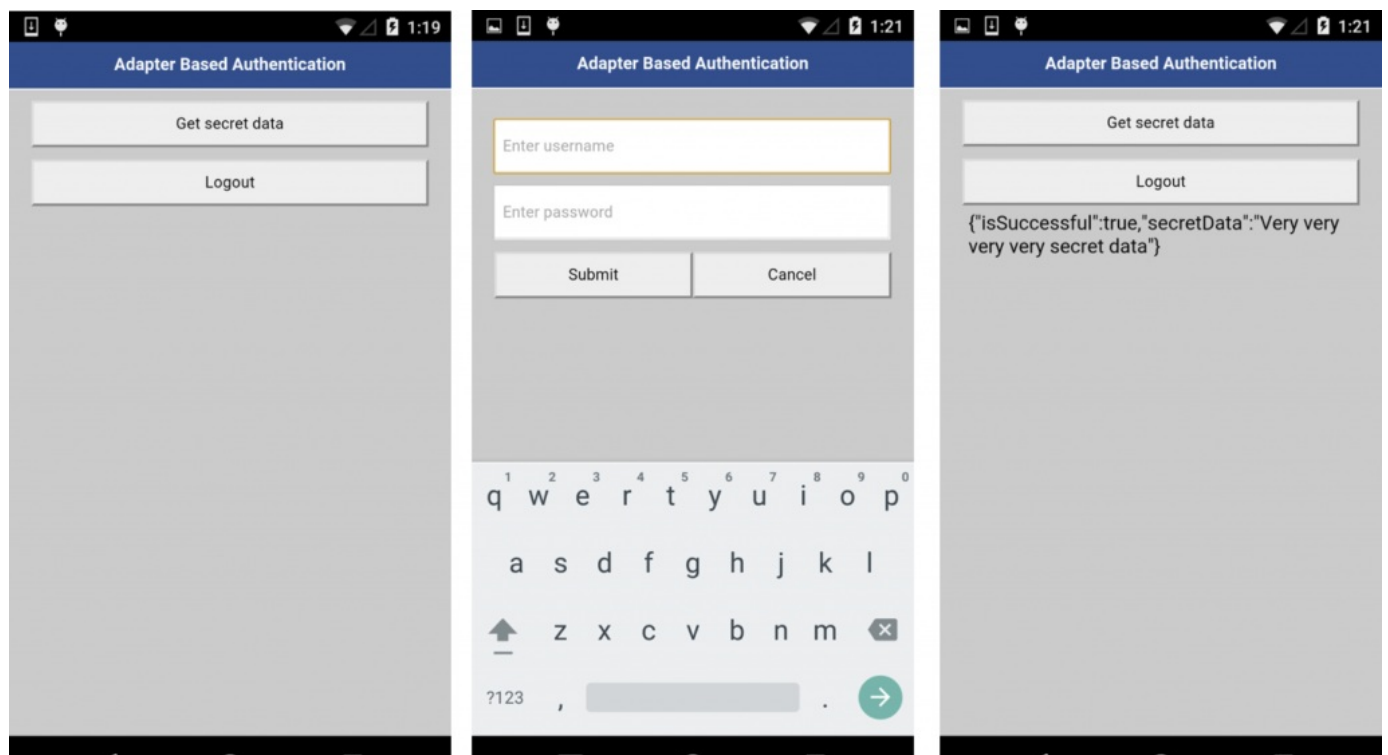 1:19
Adapter Based Authentication
Get secret data
Logout
1:21
Adapter Based Authentication
Enter username
Enter password
Submit Cancel
1 2 3 4 5 6 7 8 9 0
q w e r t y u i o p
a s d f g h j k l
z x c v b n m
?123 , .
1:21
Adapter Based Authentication
Get secret data
Logout
{"isSuccessful":true,"secretData":"Very very
very very secret data"}